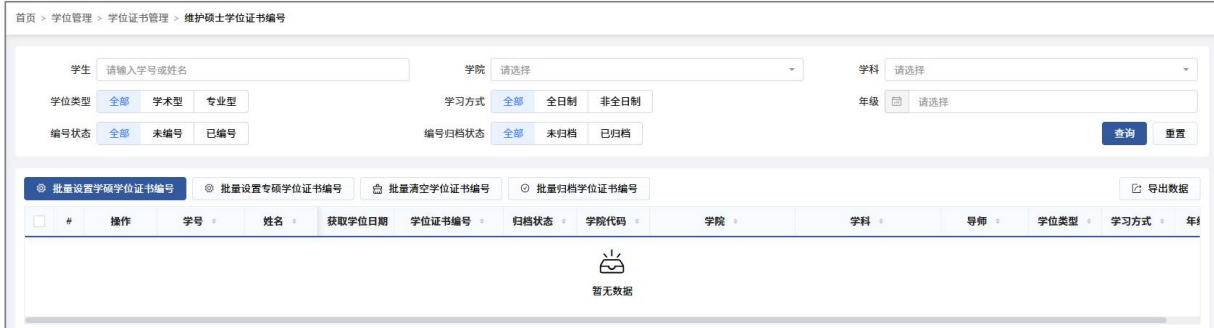 首页 > 学位管理 > 学位证书管理 > 维护硕士学位证书编号
学生 请输入学号或姓名 学院 请选择 学科 请选择
学位类型 全部 学术型 专业型 学习方式 全部 全日制 非全日制 年级 请选择
编号状态 全部 未编号 已编号 编号归档状态 全部 未归档 已归档 查询 重置
批量设置学硕学位证书编号 批量设置专硕学位证书编号 批量清空学位证书编号 批量归档学位证书编号 导出数据
# 操作 学号 姓名 获取学位日期 学位证书编号 归档状态 学院代码 学院 学科 导师 学位类型 学习方式 年级
暂无数据